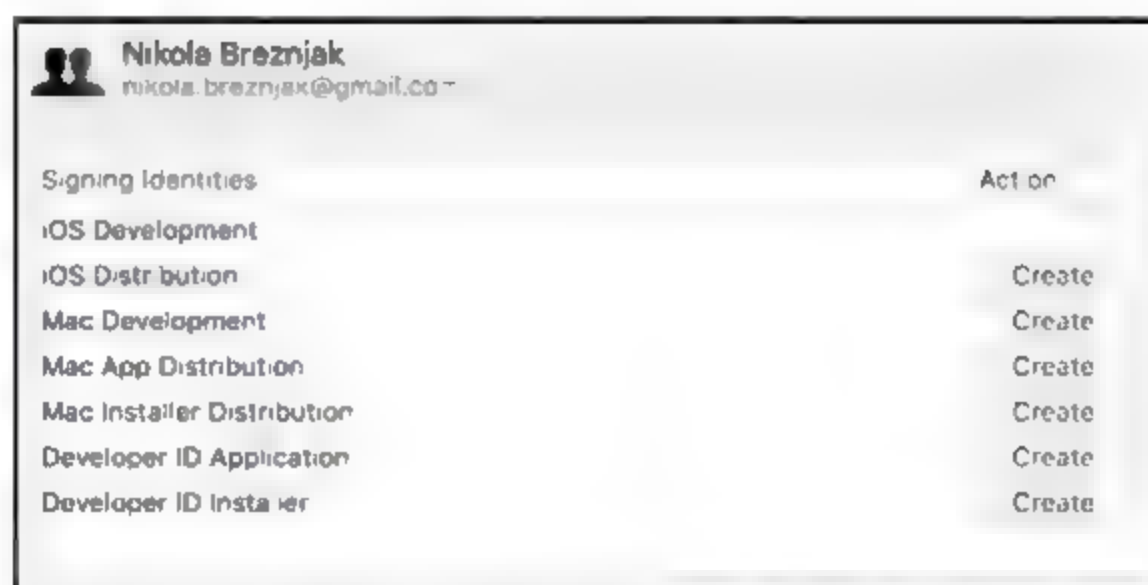 Nikola Breznjak
nikola.breznjak@gmail.com
Signing Identities Action
iOS Development
iOS Distribution Create
Mac Development Create
Mac App Distribution Create
Mac Installer Distribution Create
Developer ID Application Create
Developer ID Installer Create